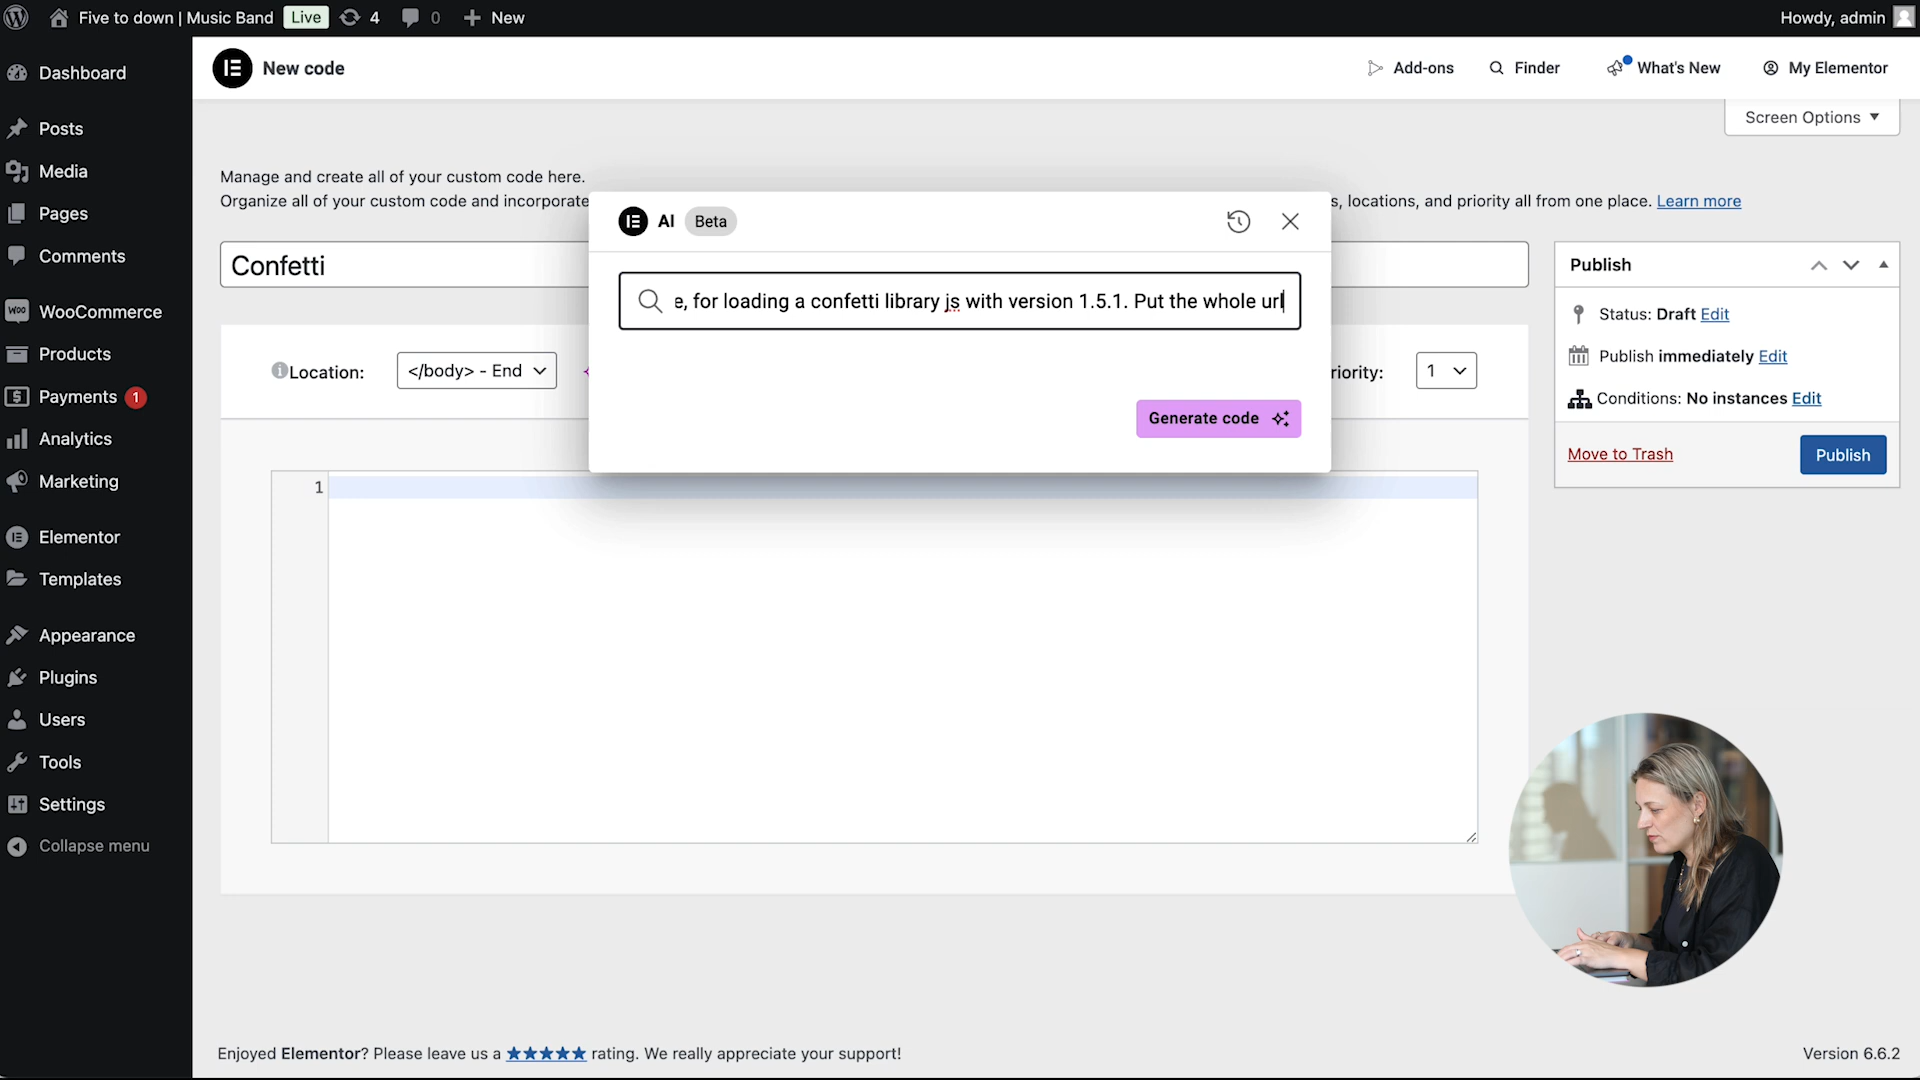 Five to down | Music Band Live 4 0 New
Howdy, admin
Dashboard
Posts
Media
Pages
Comments
WooCommerce
Products
Payments 1
Analytics
Marketing
Elementor
Templates
Appearance
Plugins
Users
Tools
Settings
Collapse menu
New code
Add-ons
Finder
What's New
My Elementor
Screen Options
Manage and create all of your custom code here.
Organize all of your custom code and incorporate
s, locations, and priority all from one place. Learn more
Confetti
AI Beta
e, for loading a confetti library js with version 1.5.1. Put the whole url
Generate code
Location: </body> - End
riority: 1
1
Publish
Status: Draft Edit
Publish immediately Edit
Conditions: No instances Edit
Move to Trash
Publish
Enjoyed Elementor? Please leave us a ★★★★★ rating. We really appreciate your support!
Version 6.6.2